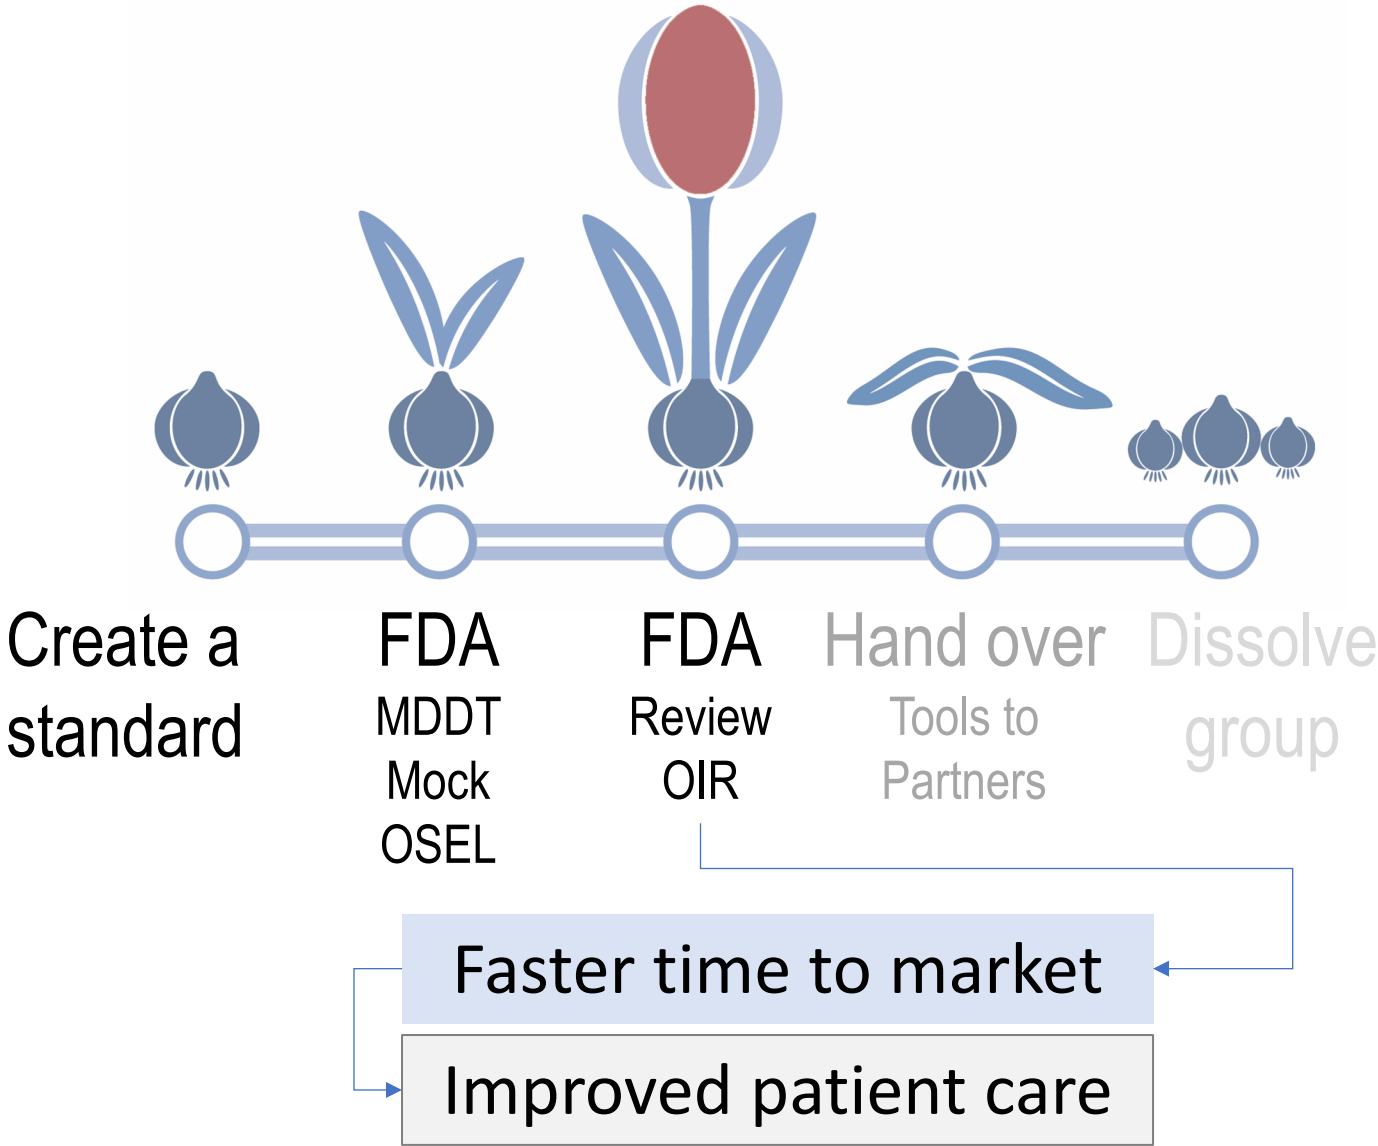 Create a
standard
FDA
MDDT
Mock
OSEL
FDA
Review
OIR
Hand over
Tools to
Partners
Dissolve
group
Faster time to market
Improved patient care